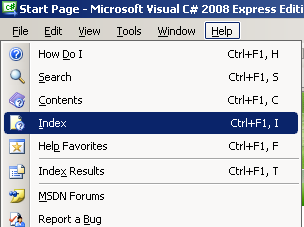 Start Page - Microsoft Visual C# 2008 Express Editi
File Edit View Tools Window Help
How Do I Ctrl+F1, H
Search Ctrl+F1, S
Contents Ctrl+F1, C
Index Ctrl+F1, I
Help Favorites Ctrl+F1, F
Index Results Ctrl+F1, T
MSDN Forums
Report a Bug